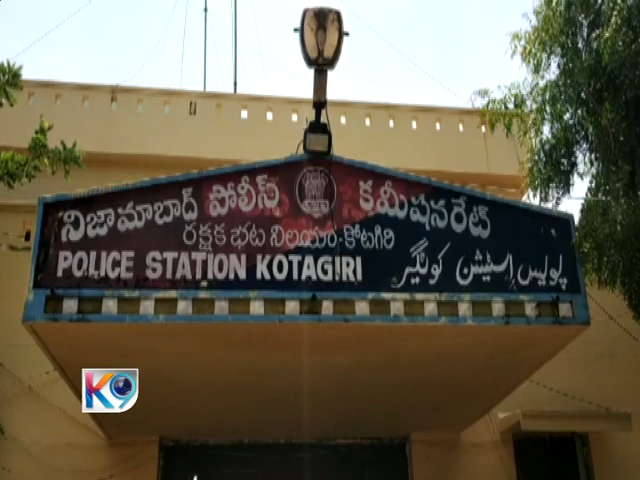 నిజామాబాద్ పోలీస్ కమీషనరేట్
రక్షక భట నిలయం-కోటగిరి
POLICE STATION KOTAGIRI پولیس اسٹیشن کوٹگیر
K9